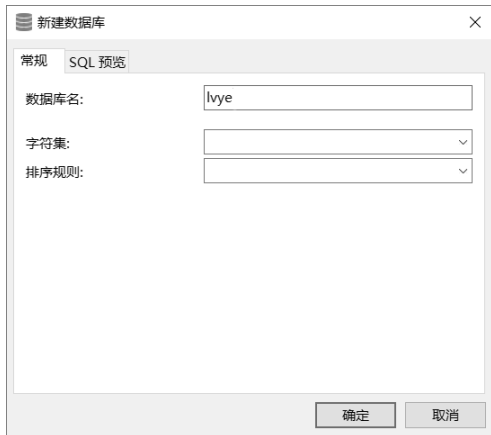 新建数据库
常规 SQL 预览
数据库名: lvye
字符集:
排序规则:
确定 取消